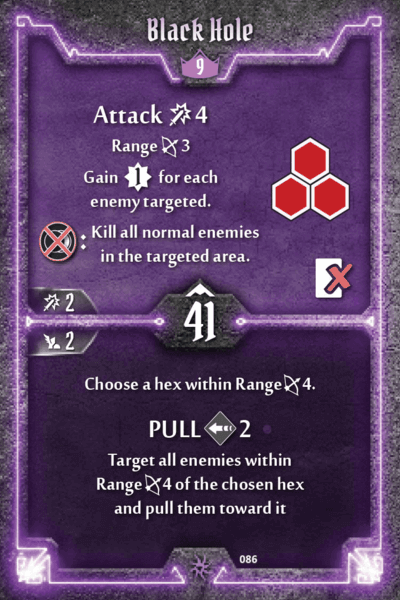 Black Hole
9
Attack 4
Range 3
Gain 1 for each
enemy targeted.
: Kill all normal enemies
in the targeted area.
2
41
2
Choose a hex within Range 4.
PULL 2
Target all enemies within
Range 4 of the chosen hex
and pull them toward it
086